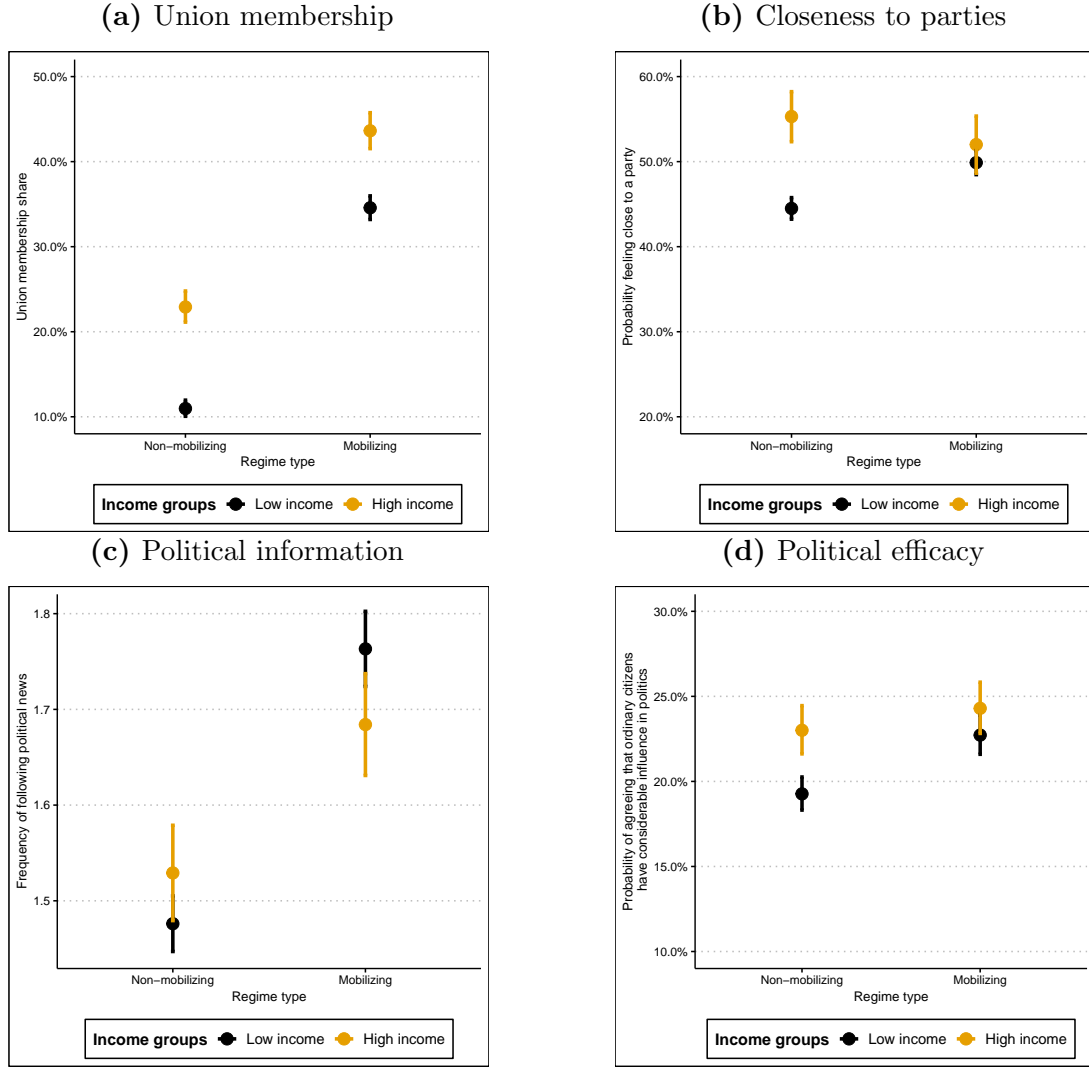 (a) Union membership
50.0%
40.0%
30.0%
20.0%
10.0%
Union membership share
Non−mobilizing Mobilizing
Regime type
Income groups Low income High income
(b) Closeness to parties
60.0%
50.0%
40.0%
30.0%
20.0%
Probability feeling close to a party
Non−mobilizing Mobilizing
Regime type
Income groups Low income High income
(c) Political information
1.8
1.7
1.6
1.5
Frequency of following political news
Non−mobilizing Mobilizing
Regime type
Income groups Low income High income
(d) Political efficacy
30.0%
25.0%
20.0%
15.0%
10.0%
Probability of agreeing that ordinary citizens
have considerable influence in politics
Non−mobilizing Mobilizing
Regime type
Income groups Low income High income